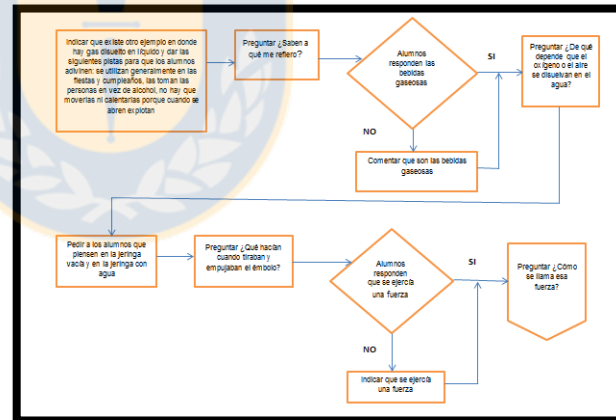 Indicar que existe otro ejemplo en donde
hay gas disuelto en líquido y dar las
siguientes pistas para que los alumnos
adivinen: se utilizan generalmente en las
fiestas y cumpleaños, las toman las
personas en vez de alcohol, no hay que
moverlas ni calentarlas porque cuando se
abren explotan
Preguntar ¿Saben a
qué me refiero?
Alumnos
responden las
bebidas
gaseosas
SI
Preguntar ¿De qué
depende que el
oxígeno o el aire
se disuelvan en el
agua?
NO
Comentar que son las bebidas
gaseosas
Pedir a los alumnos que
piensen en la jeringa
vacía y en la jeringa con
agua
Preguntar ¿Qué hacían
cuando tiraban y
empujaban el émbolo?
Alumnos
responden
que se ejercía
una fuerza
SI
Preguntar ¿Cómo
se llama esa
fuerza?
NO
Indicar que se ejercía
una fuerza